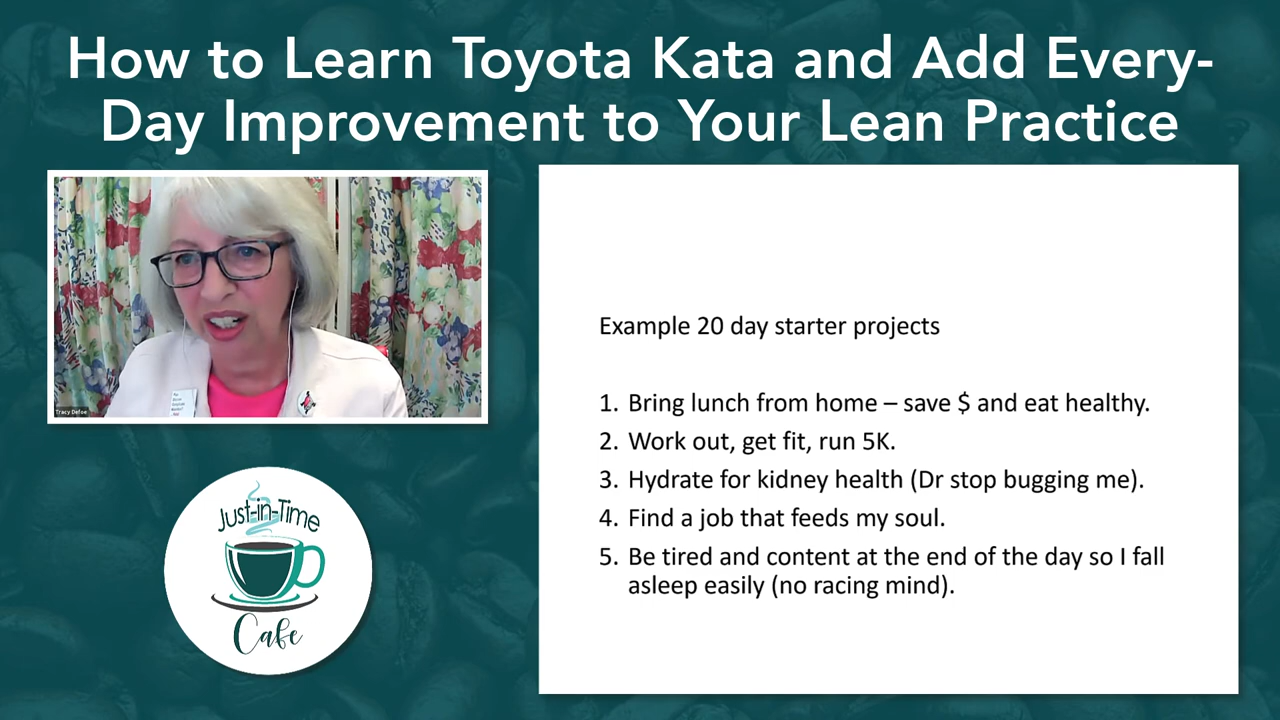 How to Learn Toyota Kata and Add Every-
Day Improvement to Your Lean Practice
Tracy Defoe
Just-in-Time
Cafe
Example 20 day starter projects
1. Bring lunch from home – save $ and eat healthy.
2. Work out, get fit, run 5K.
3. Hydrate for kidney health (Dr stop bugging me).
4. Find a job that feeds my soul.
5. Be tired and content at the end of the day so I fall
asleep easily (no racing mind).